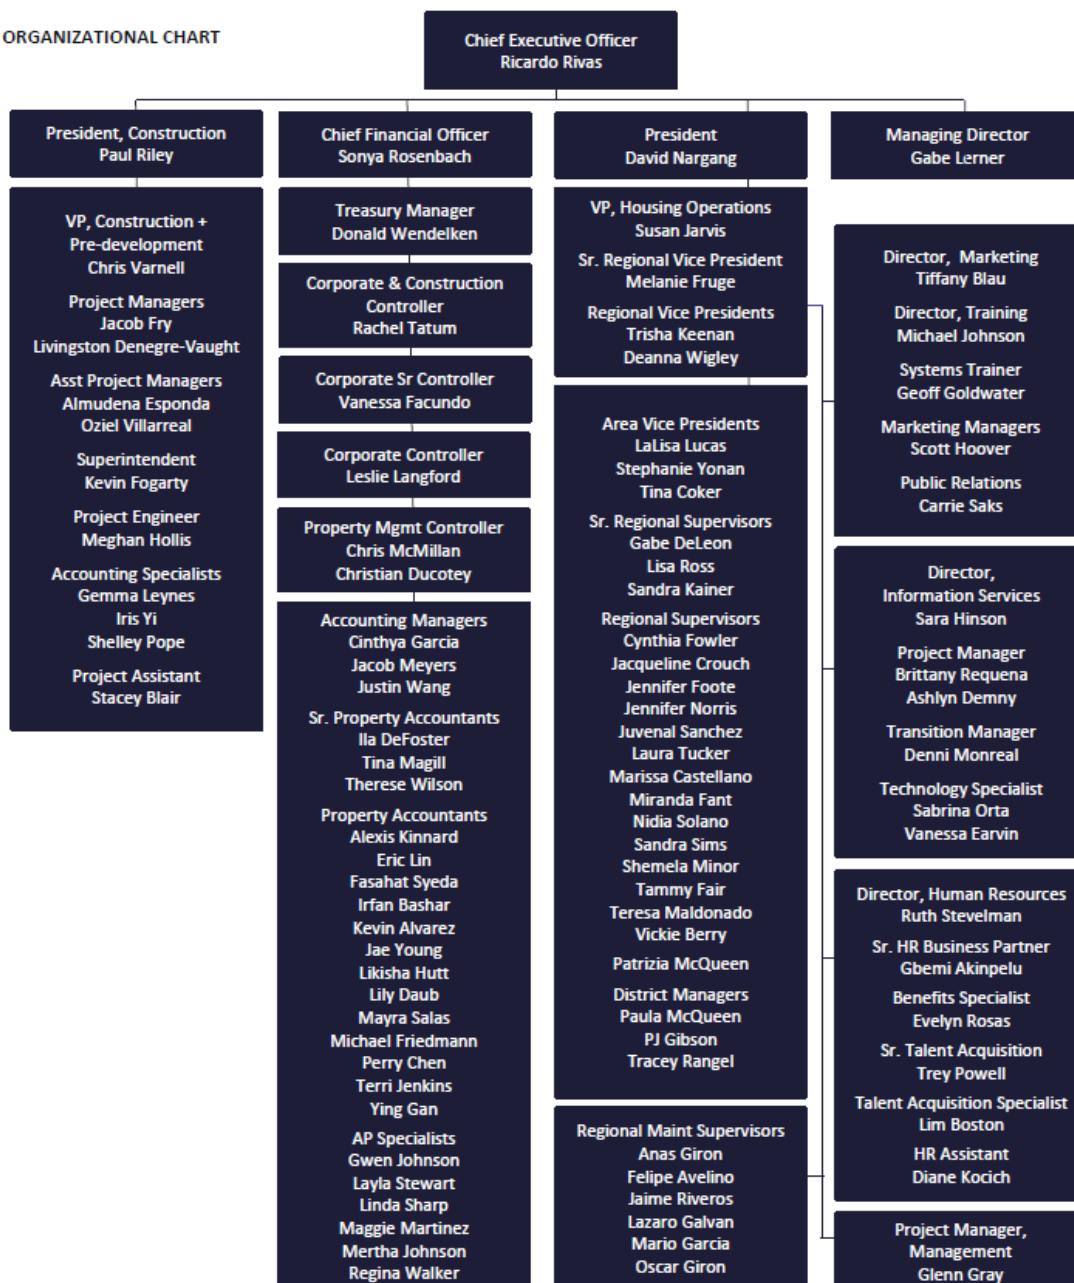 ORGANIZATIONAL CHART
Chief Executive Officer
Ricardo Rivas
President, Construction
Paul Riley
VP, Construction +
Pre-development
Chris Varnell
Project Managers
Jacob Fry
Livingston Denegre-Vaught
Asst Project Managers
Almudena Esponda
Oziel Villarreal
Superintendent
Kevin Fogarty
Project Engineer
Meghan Hollis
Accounting Specialists
Gemma Leynes
Iris Yi
Shelley Pope
Project Assistant
Stacey Blair
Chief Financial Officer
Sonya Rosenbach
Treasury Manager
Donald Wendelken
Corporate & Construction
Controller
Rachel Tatum
Corporate Sr Controller
Vanessa Facundo
Corporate Controller
Leslie Langford
Property Mgmt Controller
Chris McMillan
Christian Ducotey
Accounting Managers
Cinthya Garcia
Jacob Meyers
Justin Wang
Sr. Property Accountants
Ila DeFoster
Tina Magill
Therese Wilson
Property Accountants
Alexis Kinnard
Eric Lin
Fasahat Syeda
Irfan Bashar
Kevin Alvarez
Jae Young
Likisha Hutt
Lily Daub
Mayra Salas
Michael Friedmann
Perry Chen
Terri Jenkins
Ying Gan
AP Specialists
Gwen Johnson
Layla Stewart
Linda Sharp
Maggie Martinez
Mertha Johnson
Regina Walker
President
David Nargang
VP, Housing Operations
Susan Jarvis
Sr. Regional Vice President
Melanie Fruge
Regional Vice Presidents
Trisha Keenan
Deanna Wigley
Area Vice Presidents
LaLisa Lucas
Stephanie Yonan
Tina Coker
Sr. Regional Supervisors
Gabe DeLeon
Lisa Ross
Sandra Kainer
Regional Supervisors
Cynthia Fowler
Jacqueline Crouch
Jennifer Foote
Jennifer Norris
Juvenal Sanchez
Laura Tucker
Marissa Castellano
Miranda Fant
Nidia Solano
Sandra Sims
Shemela Minor
Tammy Fair
Teresa Maldonado
Vickie Berry
Patrizia McQueen
District Managers
Paula McQueen
PJ Gibson
Tracey Rangel
Regional Maint Supervisors
Anas Giron
Felipe Avelino
Jaime Riveros
Lazaro Galvan
Mario Garcia
Oscar Giron
Managing Director
Gabe Lerner
Director, Marketing
Tiffany Blau
Director, Training
Michael Johnson
Systems Trainer
Geoff Goldwater
Marketing Managers
Scott Hoover
Public Relations
Carrie Saks
Director,
Information Services
Sara Hinson
Project Manager
Brittany Requena
Ashlyn Demny
Transition Manager
Denni Monreal
Technology Specialist
Sabrina Orta
Vanessa Earvin
Director, Human Resources
Ruth Stevelman
Sr. HR Business Partner
Gbemi Akinpelu
Benefits Specialist
Evelyn Rosas
Sr. Talent Acquisition
Trey Powell
Talent Acquisition Specialist
Lim Boston
HR Assistant
Diane Kocich
Project Manager,
Management
Glenn Gray